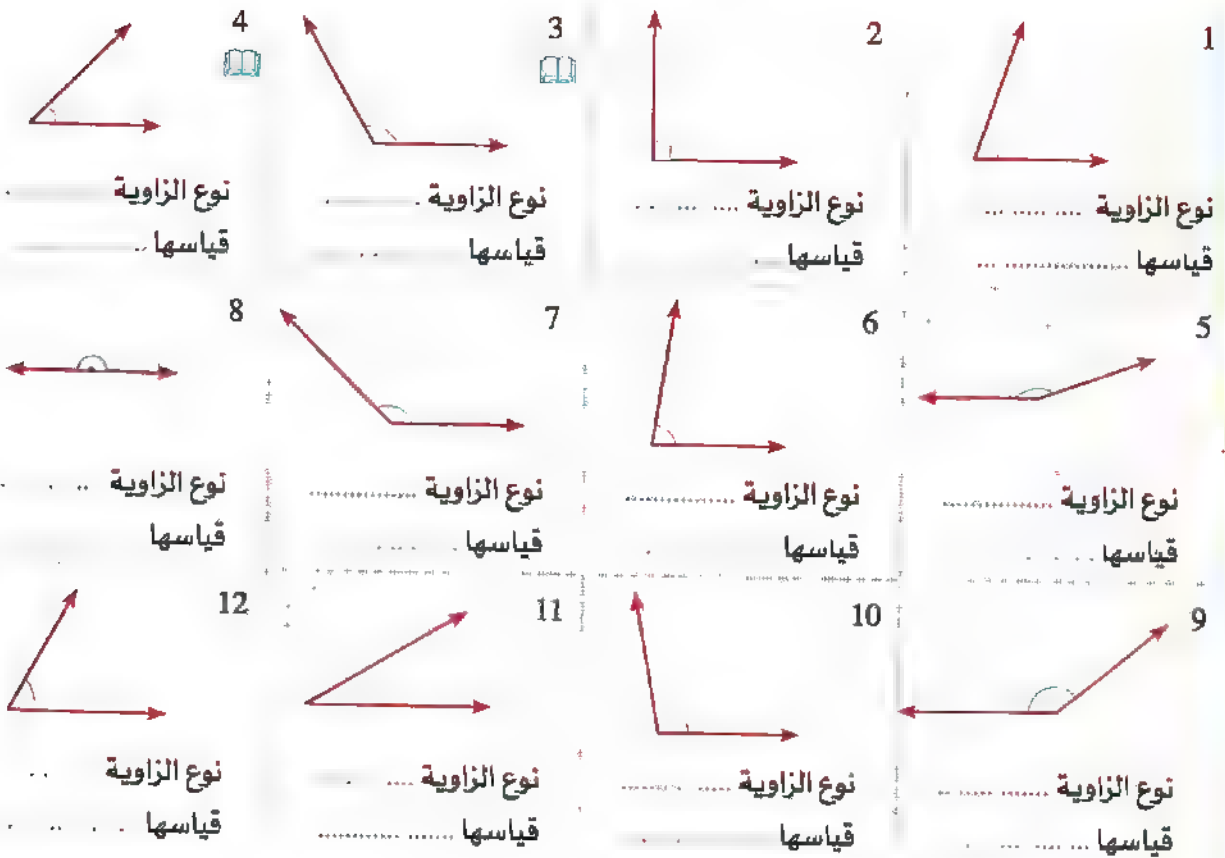 1
نوع الزاوية ..........
قياسها ..........
2
نوع الزاوية ..........
قياسها ..........
3
نوع الزاوية ..........
قياسها ..........
4
نوع الزاوية ..........
قياسها ..........
5
نوع الزاوية ..........
قياسها ..........
6
نوع الزاوية ..........
قياسها ..........
7
نوع الزاوية ..........
قياسها ..........
8
نوع الزاوية ..........
قياسها ..........
9
نوع الزاوية ..........
قياسها ..........
10
نوع الزاوية ..........
قياسها ..........
11
نوع الزاوية ..........
قياسها ..........
12
نوع الزاوية ..........
قياسها ..........